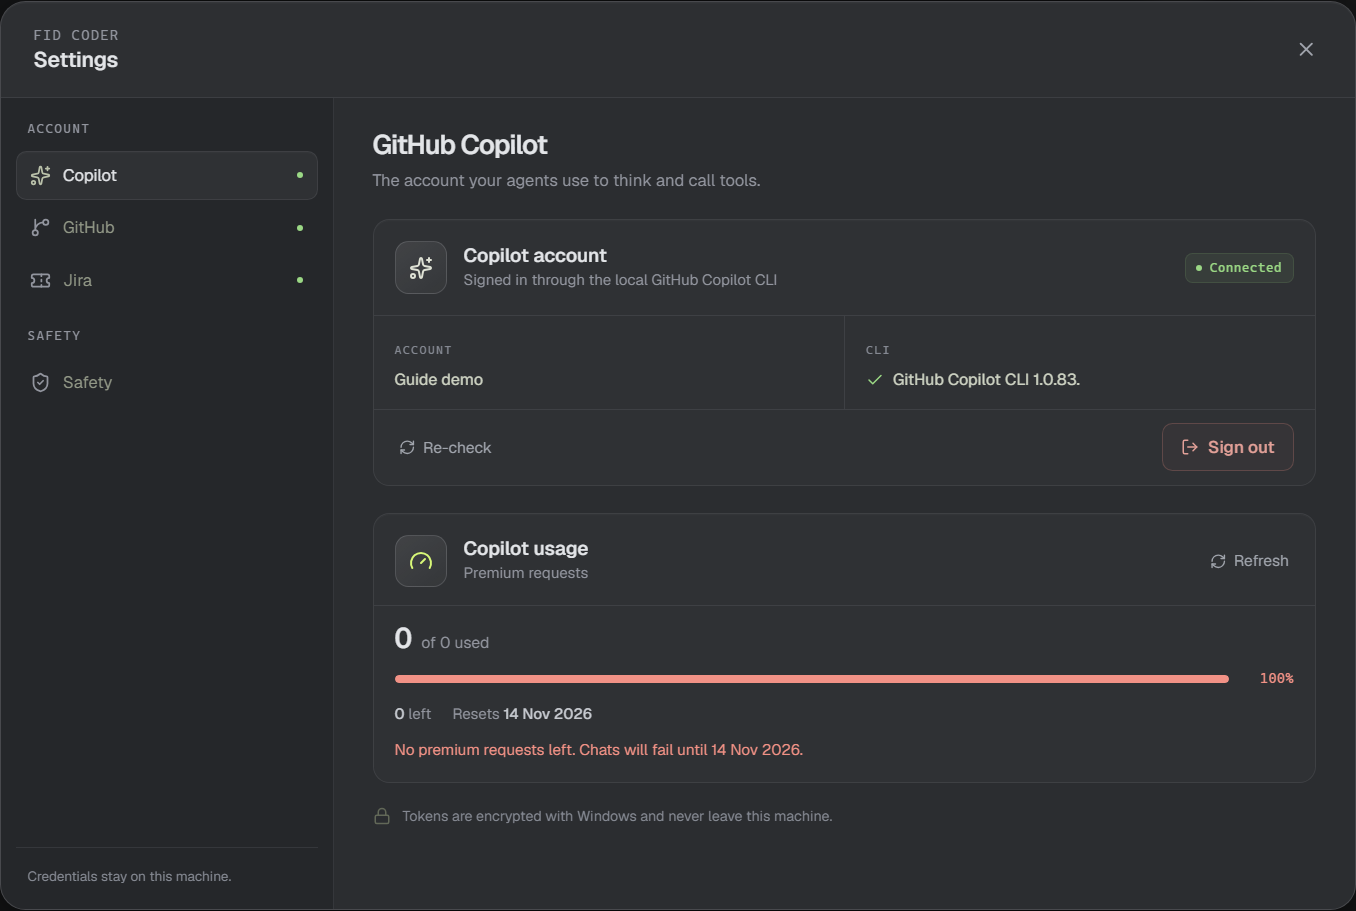 FID CODER
Settings
ACCOUNT
Copilot
GitHub
Jira
SAFETY
Safety
Credentials stay on this machine.
GitHub Copilot
The account your agents use to think and call tools.
Copilot account
Signed in through the local GitHub Copilot CLI
Connected
ACCOUNT
Guide demo
CLI
GitHub Copilot CLI 1.0.83.
Re-check
Sign out
Copilot usage
Premium requests
Refresh
0 of 0 used
100%
0 left Resets 14 Nov 2026
No premium requests left. Chats will fail until 14 Nov 2026.
Tokens are encrypted with Windows and never leave this machine.